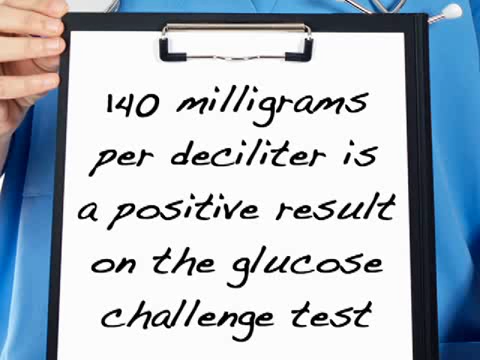 140 milligrams
per deciliter is
a positive result
on the glucose
challenge test